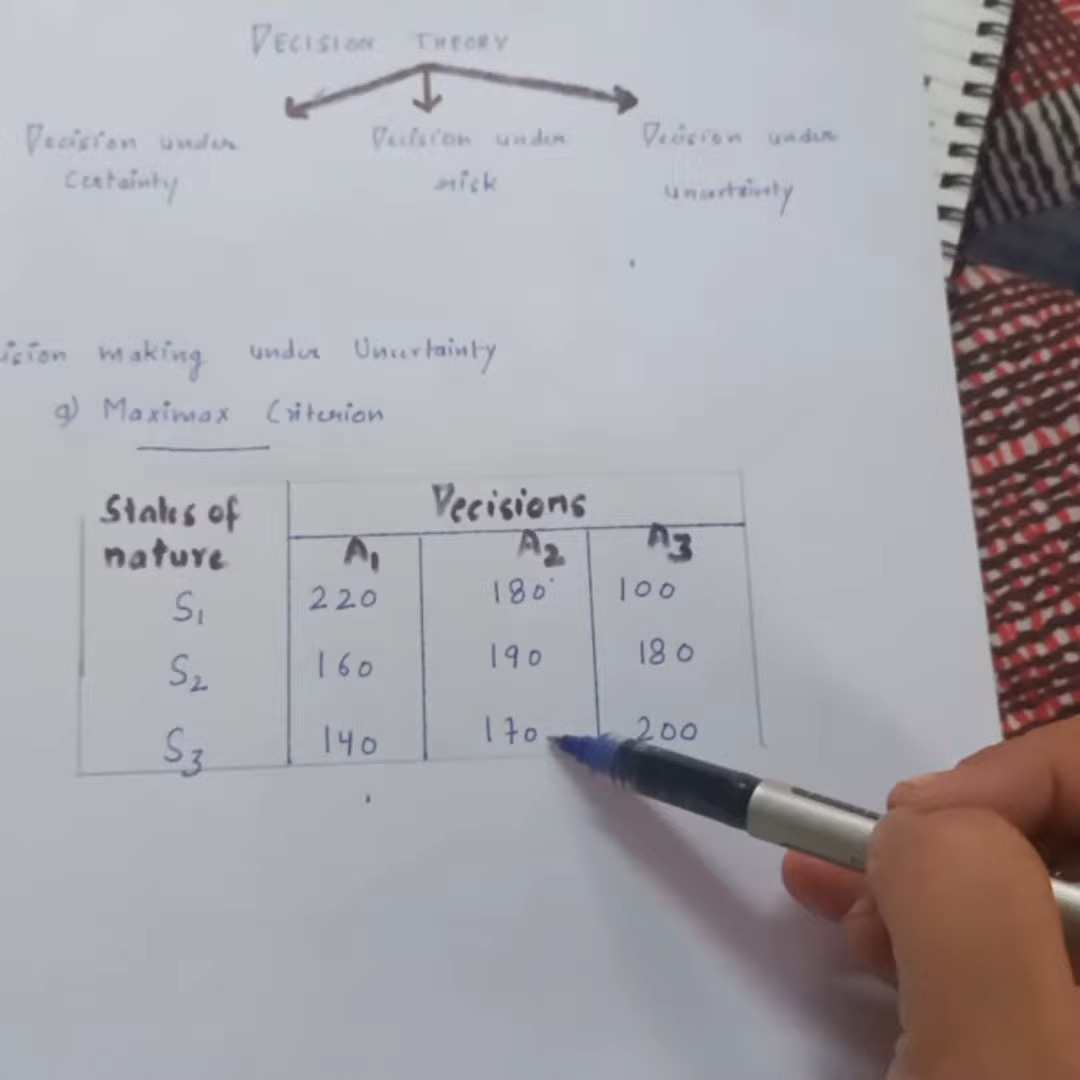 DECISION THEORY
Decision under certainty
Decision under risk
Decision under uncertainty
ision making under Uncertainty
a) Maximax Criterion
States of nature
Decisions
A1 A2 A3
S1 220 180 100
S2 160 190 180
S3 140 170 200